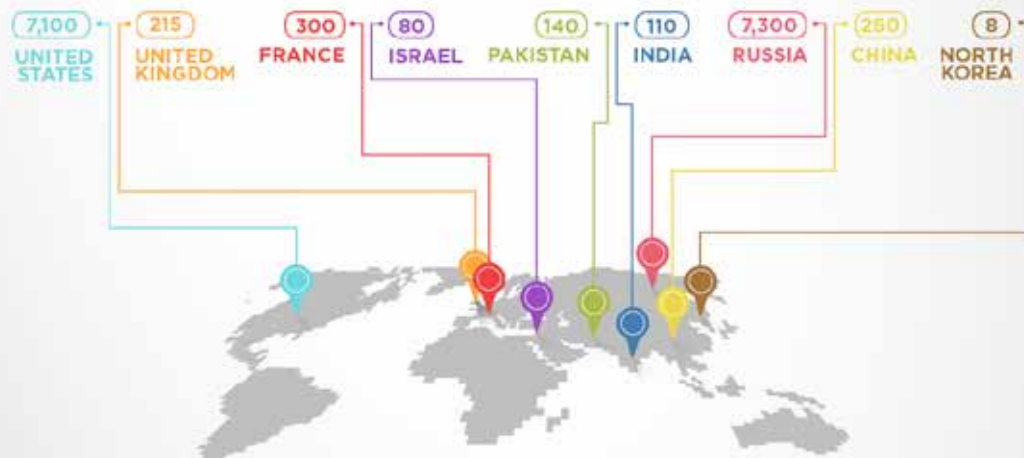 7,100
UNITED
STATES
215
UNITED
KINGDOM
300
FRANCE
80
ISRAEL
140
PAKISTAN
110
INDIA
7,300
RUSSIA
260
CHINA
8
NORTH
KOREA